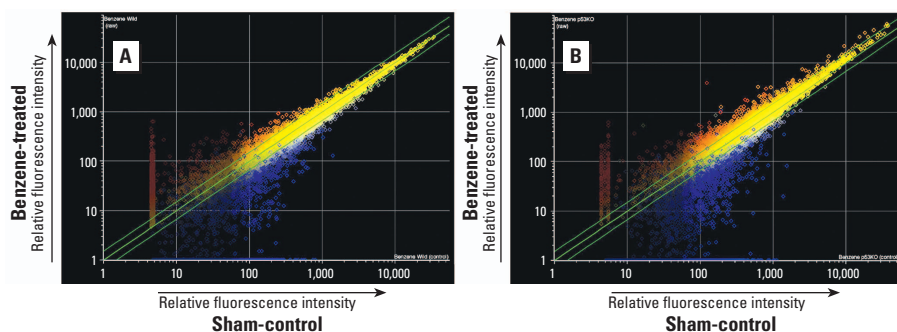 Benzene-treated
Relative fluorescence intensity
Benzene Wild
(raw)
A
10,000
1,000
100
10
1
Benzene Wild (control)
1
10
100
1,000
10,000
Relative fluorescence intensity
Sham-control
Benzene-treated
Relative fluorescence intensity
Benzene p53KO
(raw)
B
10,000
1,000
100
10
1
Benzene p53KO (control)
1
10
100
1,000
10,000
Relative fluorescence intensity
Sham-control